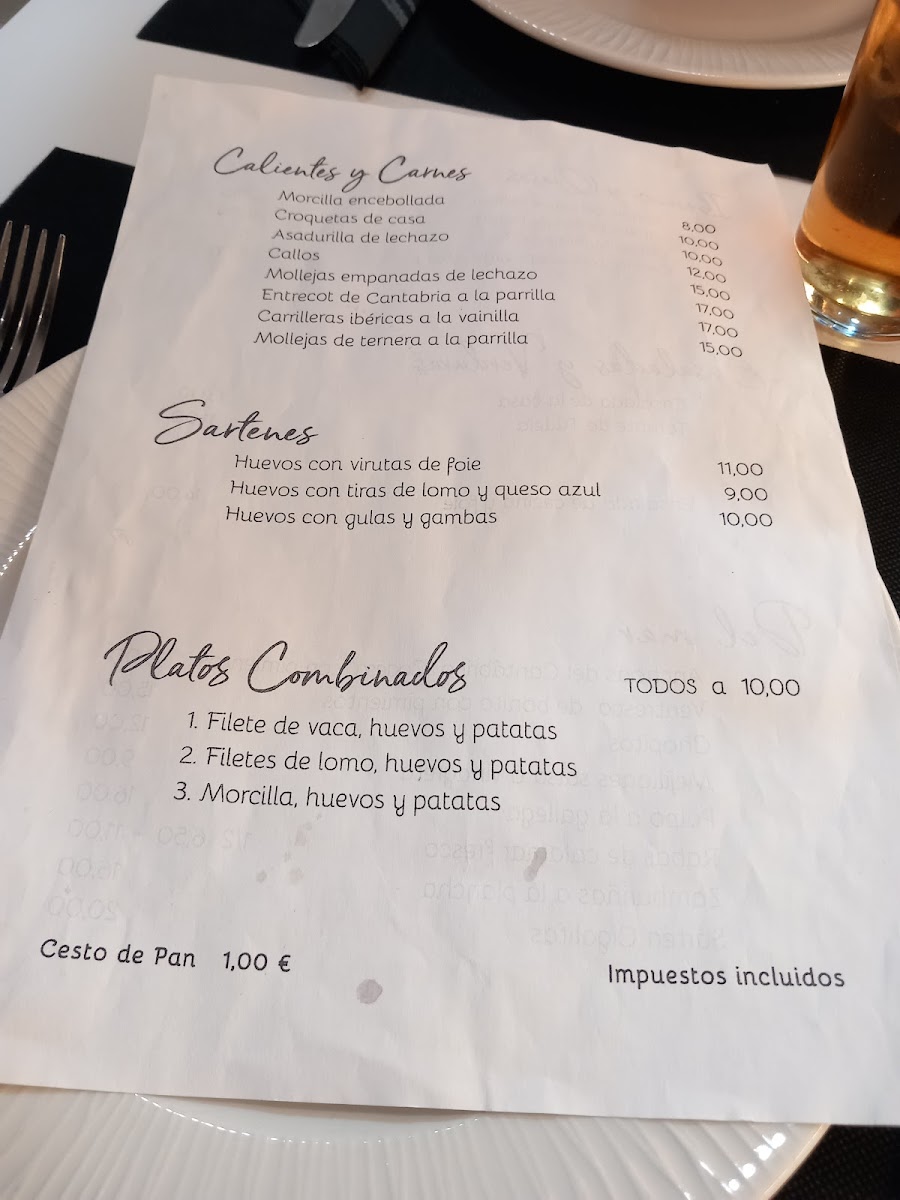 Calientes y Carnes
Morcilla encebollada 8,00
Croquetas de casa 10,00
Asadurilla de lechazo 10,00
Callos 12,00
Mollejas empanadas de lechazo 15,00
Entrecot de Cantabria a la parrilla 17,00
Carrilleras ibéricas a la vainilla 17,00
Mollejas de ternera a la parrilla 15,00
Sartenes
Huevos con virutas de foie 11,00
Huevos con tiras de lomo y queso azul 9,00
Huevos con gulas y gambas 10,00
Platos Combinados TODOS a 10,00
1. Filete de vaca, huevos y patatas
2. Filetes de lomo, huevos y patatas
3. Morcilla, huevos y patatas
Cesto de Pan 1,00 €
Impuestos incluidos